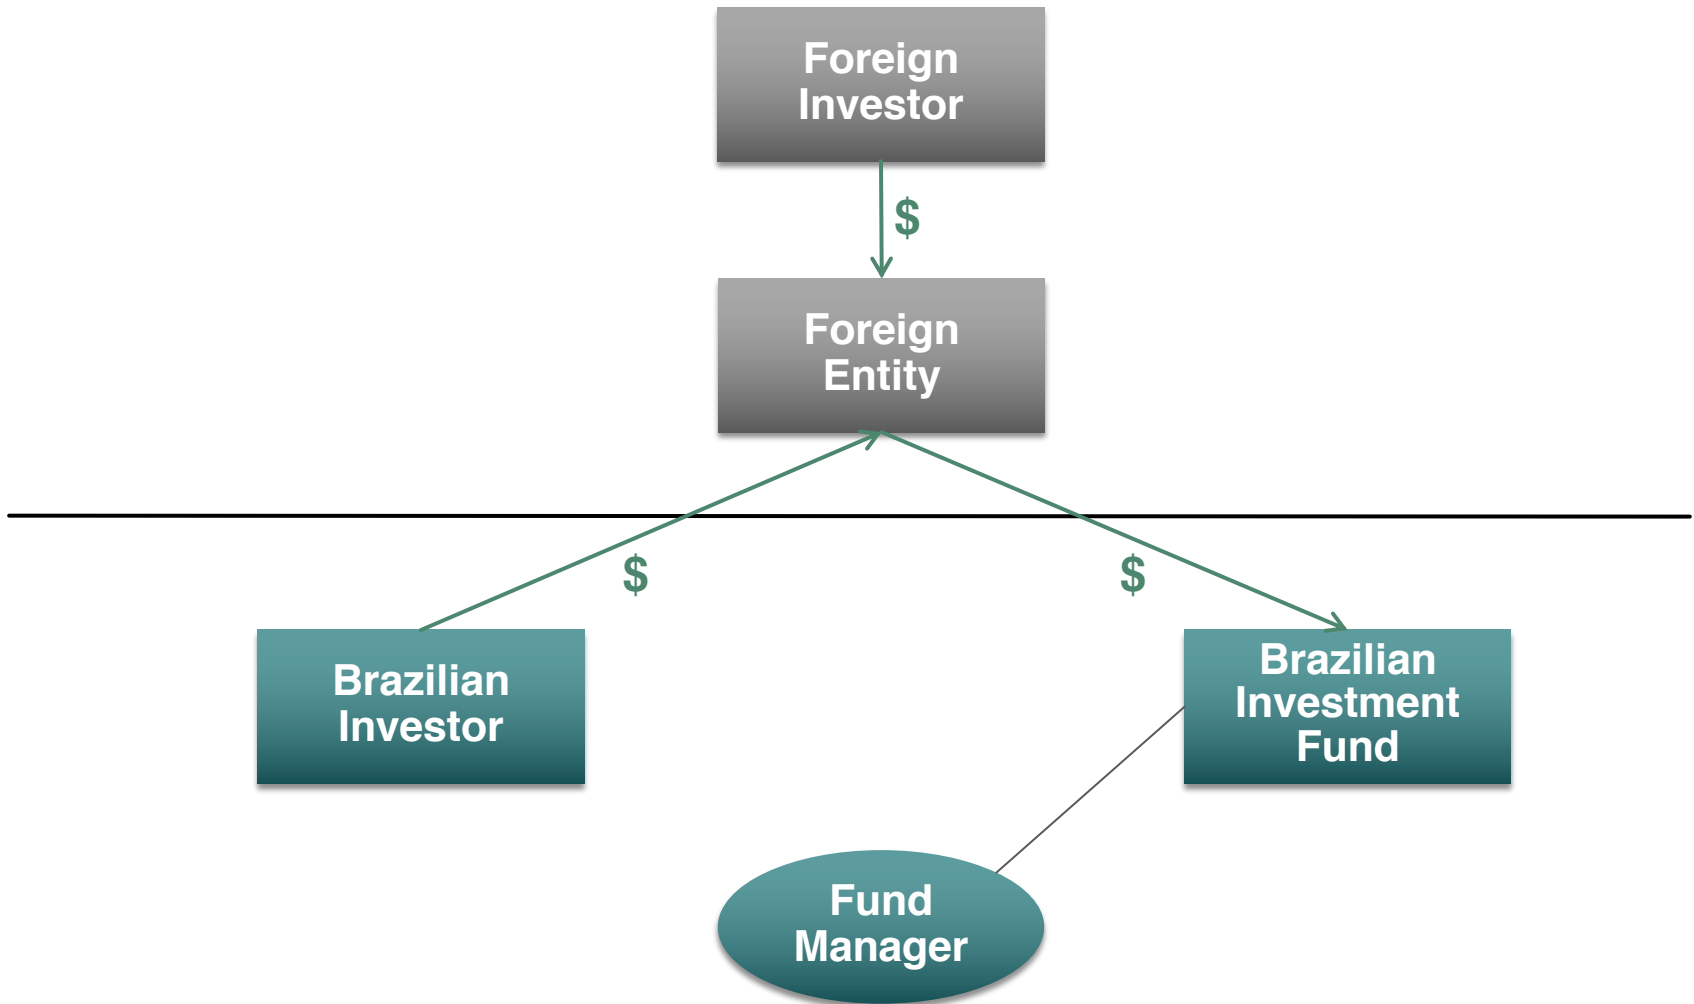 Foreign
Investor
$
Foreign
Entity
$
$
Brazilian
Investor
Brazilian
Investment
Fund
Fund
Manager